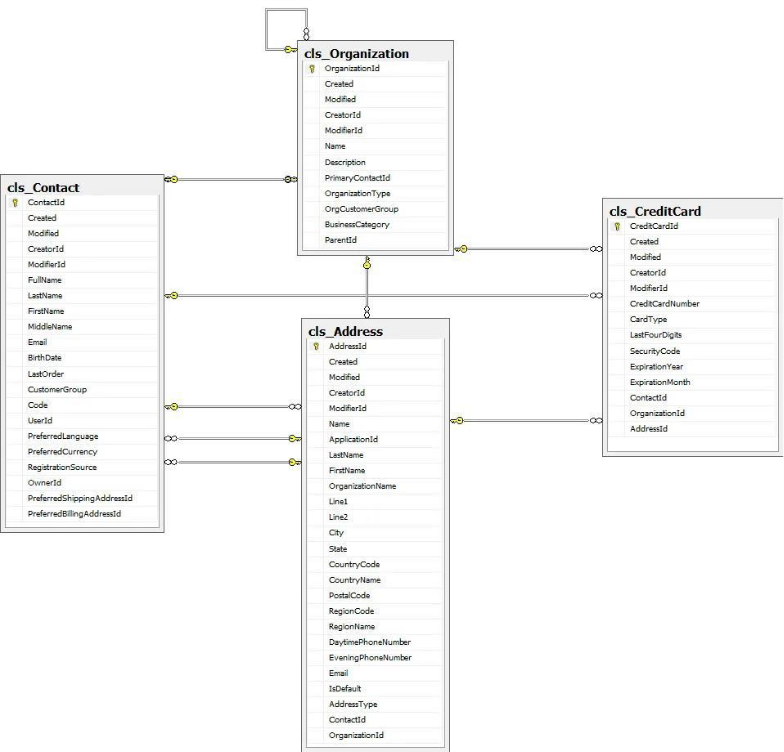 cls_Organization
OrganizationId
Created
Modified
CreatorId
ModifierId
Name
Description
PrimaryContactId
OrganizationType
OrgCustomerGroup
BusinessCategory
ParentId
cls_Contact
ContactId
Created
Modified
CreatorId
ModifierId
FullName
LastName
FirstName
MiddleName
Email
BirthDate
LastOrder
CustomerGroup
Code
UserId
PreferredLanguage
PreferredCurrency
RegistrationSource
OwnerId
PreferredShippingAddressId
PreferredBillingAddressId
cls_CreditCard
CreditCardId
Created
Modified
CreatorId
ModifierId
CreditCardNumber
CardType
LastFourDigits
SecurityCode
ExpirationYear
ExpirationMonth
ContactId
OrganizationId
AddressId
cls_Address
AddressId
Created
Modified
CreatorId
ModifierId
Name
ApplicationId
LastName
FirstName
OrganizationName
Line1
Line2
City
State
CountryCode
CountryName
PostalCode
RegionCode
RegionName
DaytimePhoneNumber
EveningPhoneNumber
Email
IsDefault
AddressType
ContactId
OrganizationId